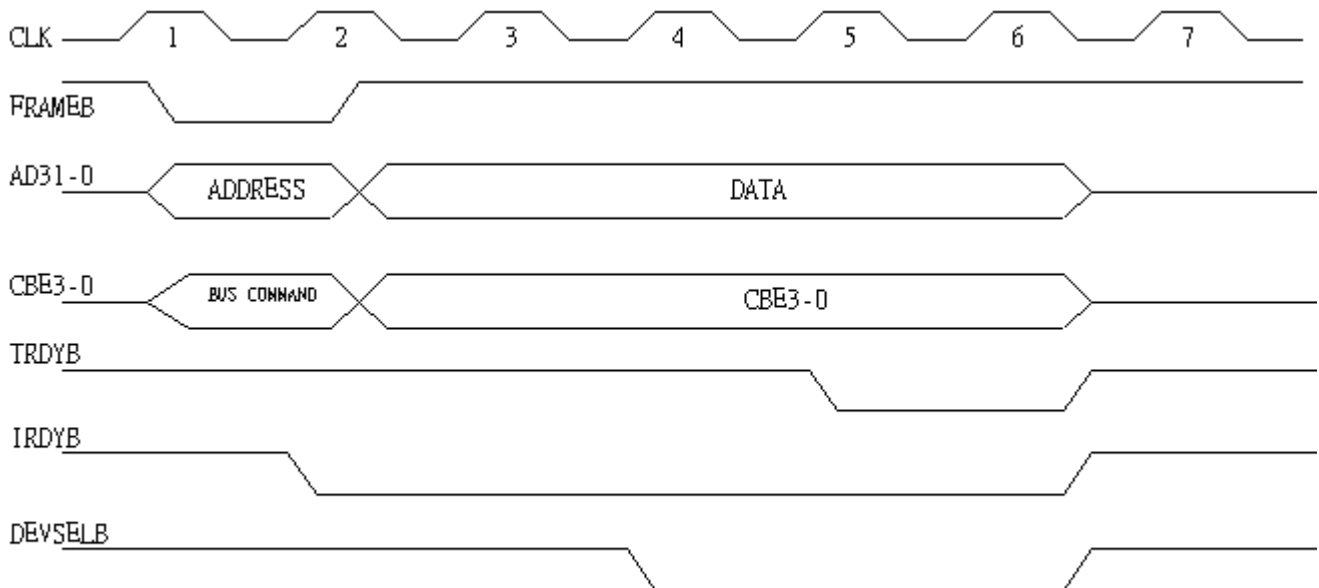 CLK 1 2 3 4 5 6 7
FRAMEB
AD31-0 ADDRESS DATA
CBE3-0 BUS COMMAND CBE3-0
TRDYB
IRDYB
DEVSELB